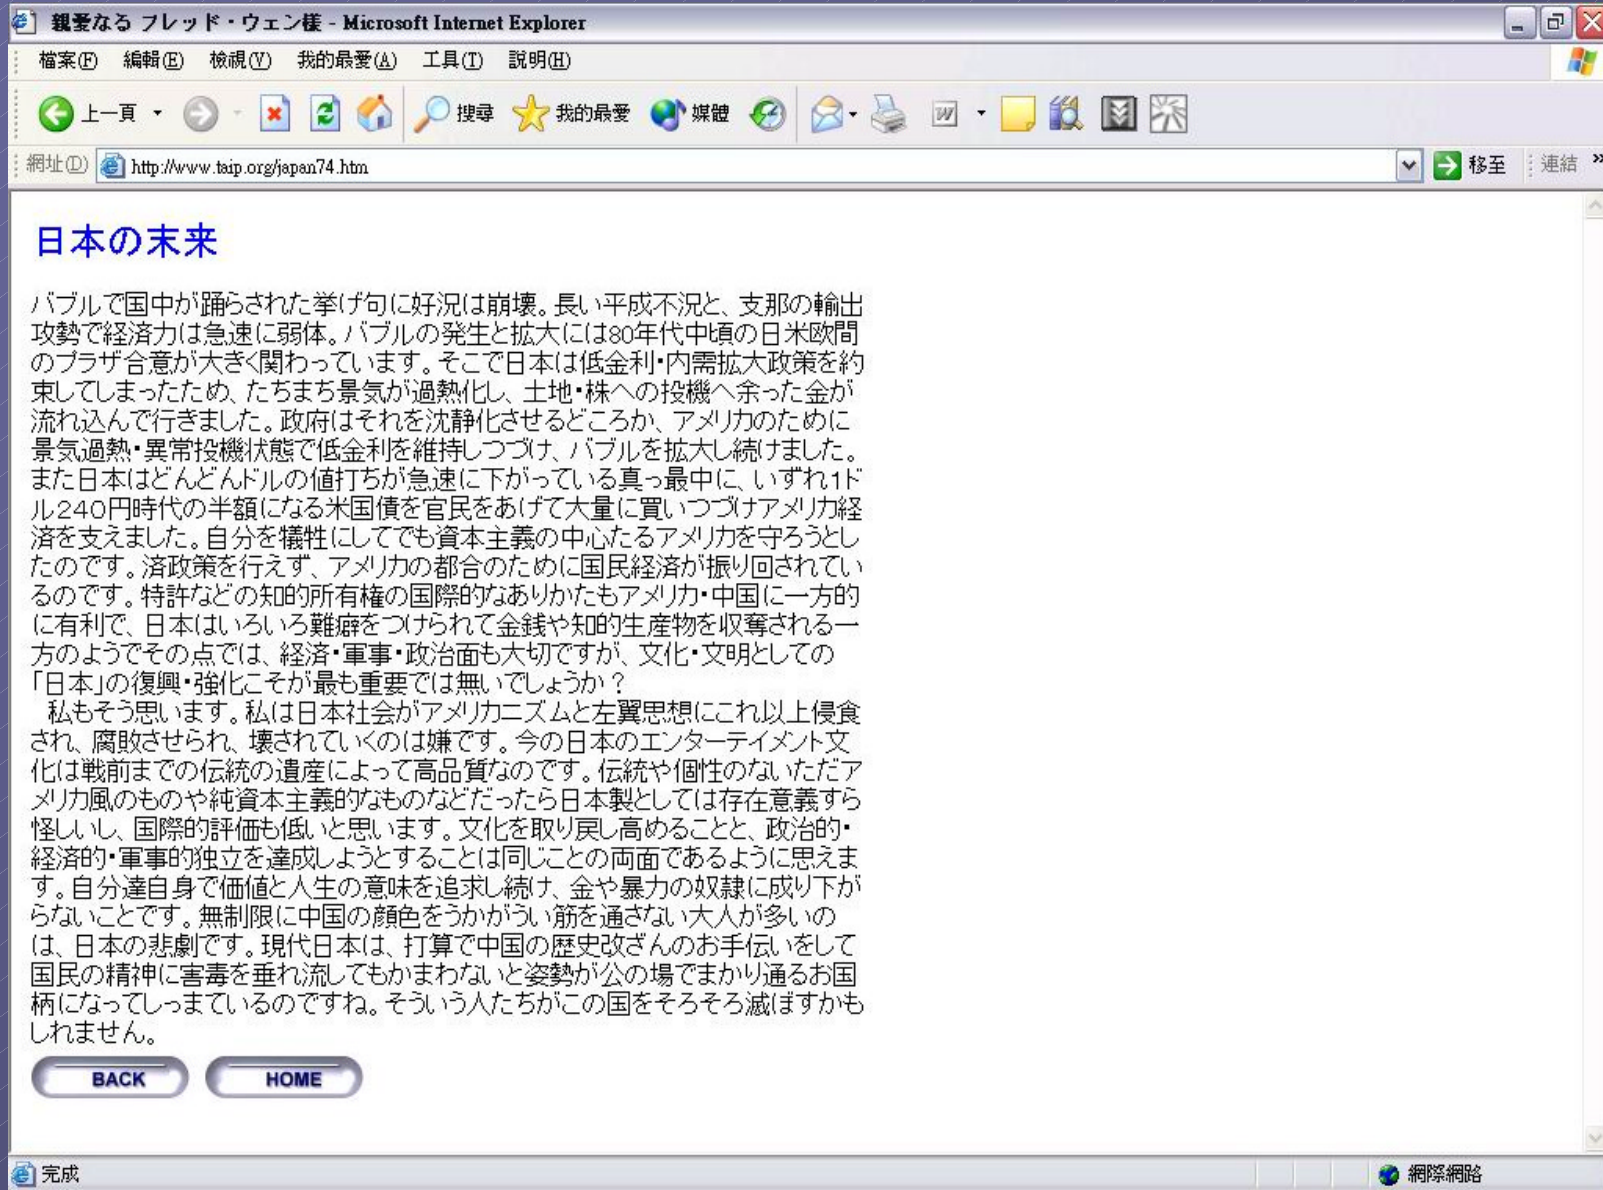 親愛なる フレッド・ウェン様 - Microsoft Internet Explorer
檔案(F) 編輯(E) 檢視(V) 我的最愛(A) 工具(T) 說明(H)
上一頁 搜尋 我的最愛 媒體
網址(D) http://www.taip.org/japan74.htm 移至 連結 »
日本の末来
バブルで国中が踊らされた挙げ句に好況は崩壊。長い平成不況と、支那の輸出
攻勢で経済力は急速に弱体。バブルの発生と拡大には80年代中頃の日米欧間
のプラザ合意が大きく関わっています。そこで日本は低金利・内需拡大政策を約
束してしまったため、たちまち景気が過熱化し、土地・株への投機へ余った金が
流れ込んで行きました。政府はそれを沈静化させるどころか、アメリカのために
景気過熱・異常投機状態で低金利を維持しつづけ、バブルを拡大し続けました。
また日本はどんどんドルの値打ちが急速に下がっている真っ最中に、いずれ1ド
ル240円時代の半額になる米国債を官民をあげて大量に買いつづけアメリカ経
済を支えました。自分を犠牲にしてでも資本主義の中心たるアメリカを守ろうとし
たのです。済政策を行えず、アメリカの都合のために国民経済が振り回されてい
るのです。特許などの知的所有権の国際的なありかたもアメリカ・中国に一方的
に有利で、日本はいろいろ難癖をつけられて金銭や知的生産物を収奪される一
方のようでその点では、経済・軍事・政治面も大切ですが、文化・文明としての
「日本」の復興・強化こそが最も重要では無いでしょうか？
私もそう思います。私は日本社会がアメリカニズムと左翼思想にこれ以上侵食
され、腐敗させられ、壊されていくのは嫌です。今の日本のエンターテイメント文
化は戦前までの伝統の遺産によって高品質なのです。伝統や個性のないただア
メリカ風のものや純資本主義的なものなどだったら日本製としては存在意義すら
怪しいし、国際的評価も低いと思います。文化を取り戻し高めることと、政治的・
経済的・軍事的独立を達成しようとすることは同じことの両面であるように思えま
す。自分達自身で価値と人生の意味を追求し続け、金や暴力の奴隷に成り下が
らないことです。無制限に中国の顔色をうかがうい筋を通さない大人が多いの
は、日本の悲劇です。現代日本は、打算で中国の歴史改ざんのお手伝いをして
国民の精神に害毒を垂れ流してもかまわないと姿勢が公の場でまかり通るお国
柄になってしっまているのですね。そういう人たちがこの国をそろそろ滅ぼすかも
しれません。
BACK HOME
完成 網際網路